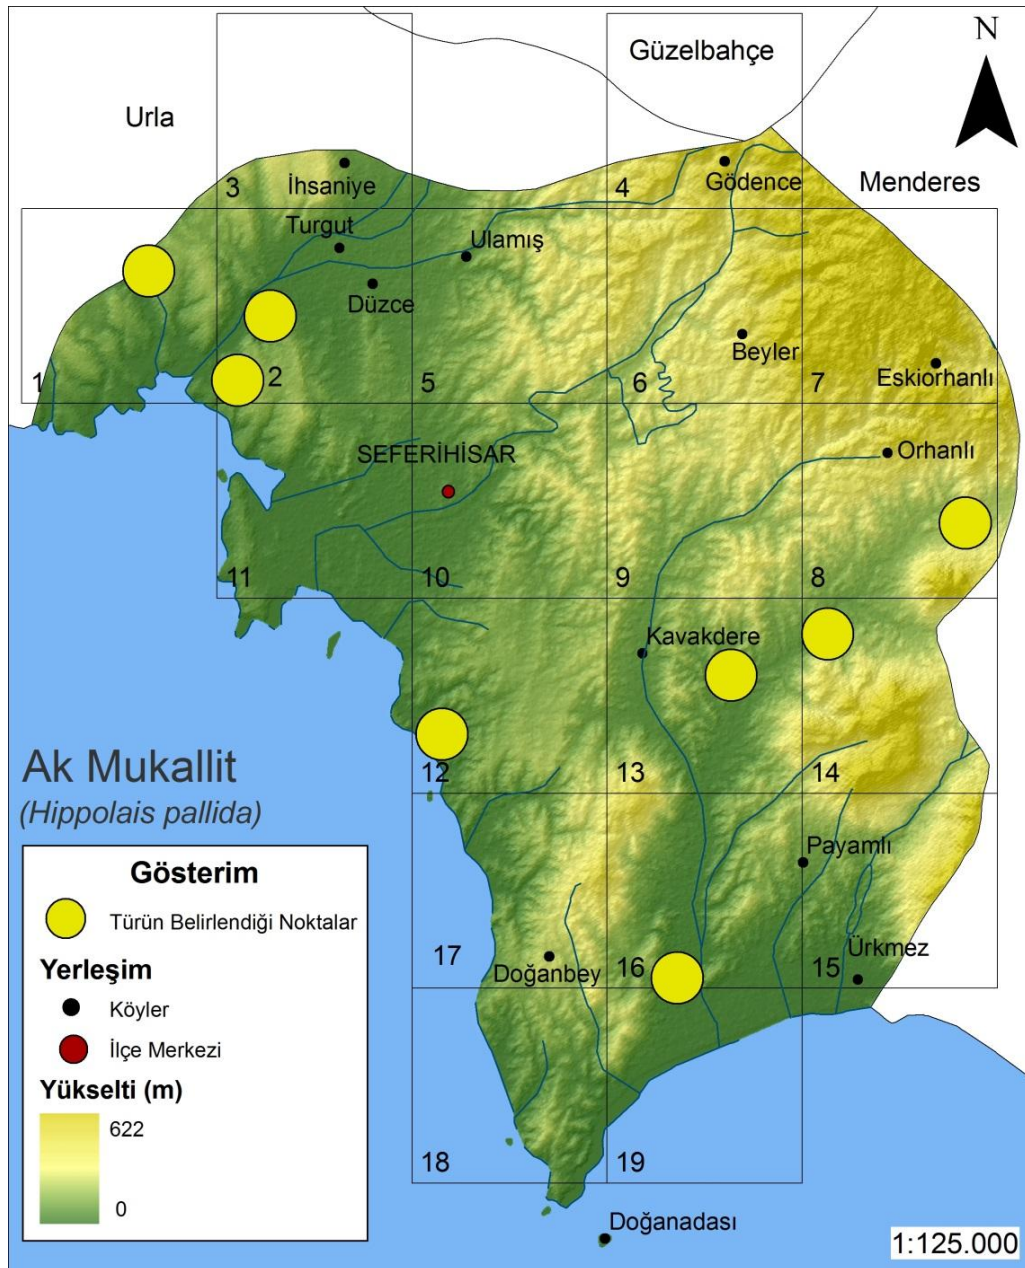 N
Güzelbahçe
Urla
Menderes
3
İhsaniye
4
Gödence
Turgut
Ulamış
Düzce
Beyler
Eskiorhanlı
1
2
5
6
7
SEFERİHİSAR
Orhanlı
11
10
9
8
Kavakdere
Ak Mukallit
(Hippolais pallida)
12
13
14
Payamlı
Gösterim
Türün Belirlendiği Noktalar
Yerleşim
Köyler
İlçe Merkezi
Yükselti (m)
622
0
17
Doğanbey
16
15
Ürkmez
18
19
Doğanadası
1:125.000